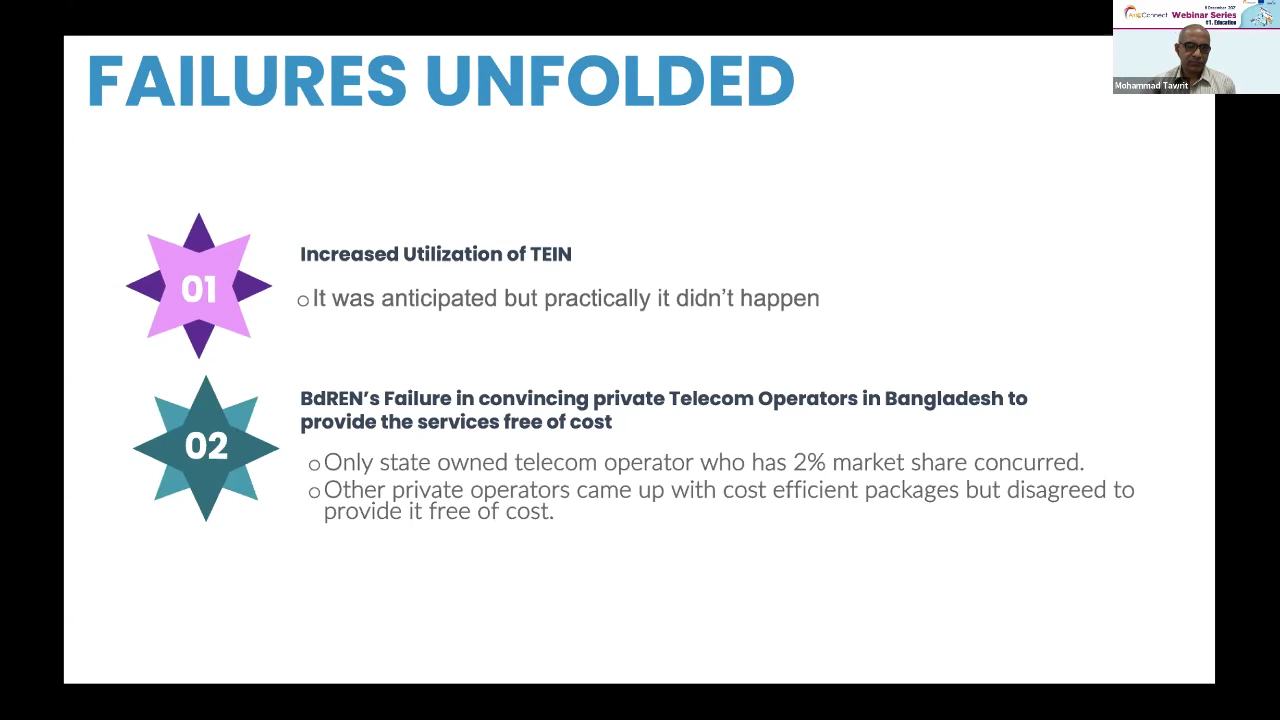 FAILURES UNFOLDED
Webinar Series
#1. Education
Mohammad Tawrit
01
Increased Utilization of TEIN
It was anticipated but practically it didn't happen
02
BdREN's Failure in convincing private Telecom Operators in Bangladesh to
provide the services free of cost
Only state owned telecom operator who has 2% market share concurred.
Other private operators came up with cost efficient packages but disagreed to
provide it free of cost.